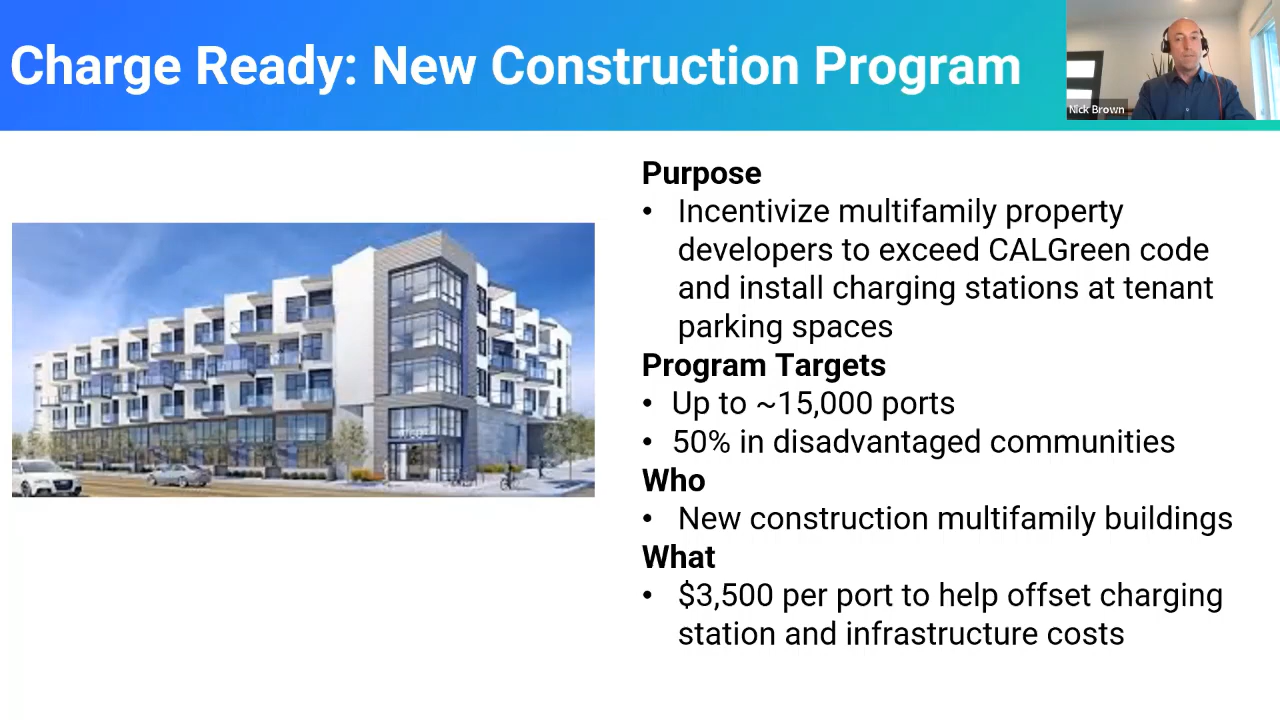 Charge Ready: New Construction Program
Nick Brown
Purpose
• Incentivize multifamily property
developers to exceed CALGreen code
and install charging stations at tenant
parking spaces
Program Targets
• Up to ~15,000 ports
• 50% in disadvantaged communities
Who
• New construction multifamily buildings
What
• $3,500 per port to help offset charging
station and infrastructure costs